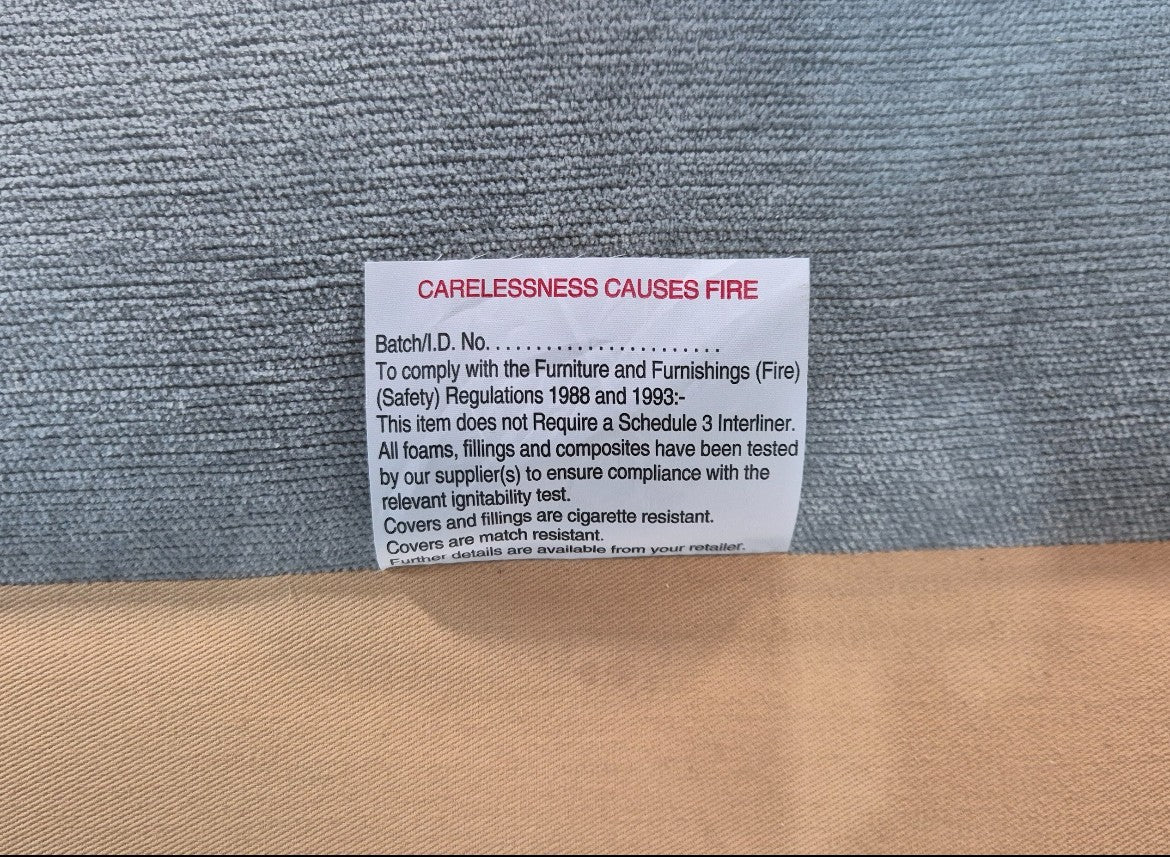 CARELESSNESS CAUSES FIRE
Batch/I.D. No. . . . . . . . . . . . . . . . . . . . . . .
To comply with the Furniture and Furnishings (Fire)
(Safety) Regulations 1988 and 1993:-
This item does not Require a Schedule 3 Interliner.
All foams, fillings and composites have been tested
by our supplier(s) to ensure compliance with the
relevant ignitability test.
Covers and fillings are cigarette resistant.
Covers are match resistant.
Further details are available from your retailer.